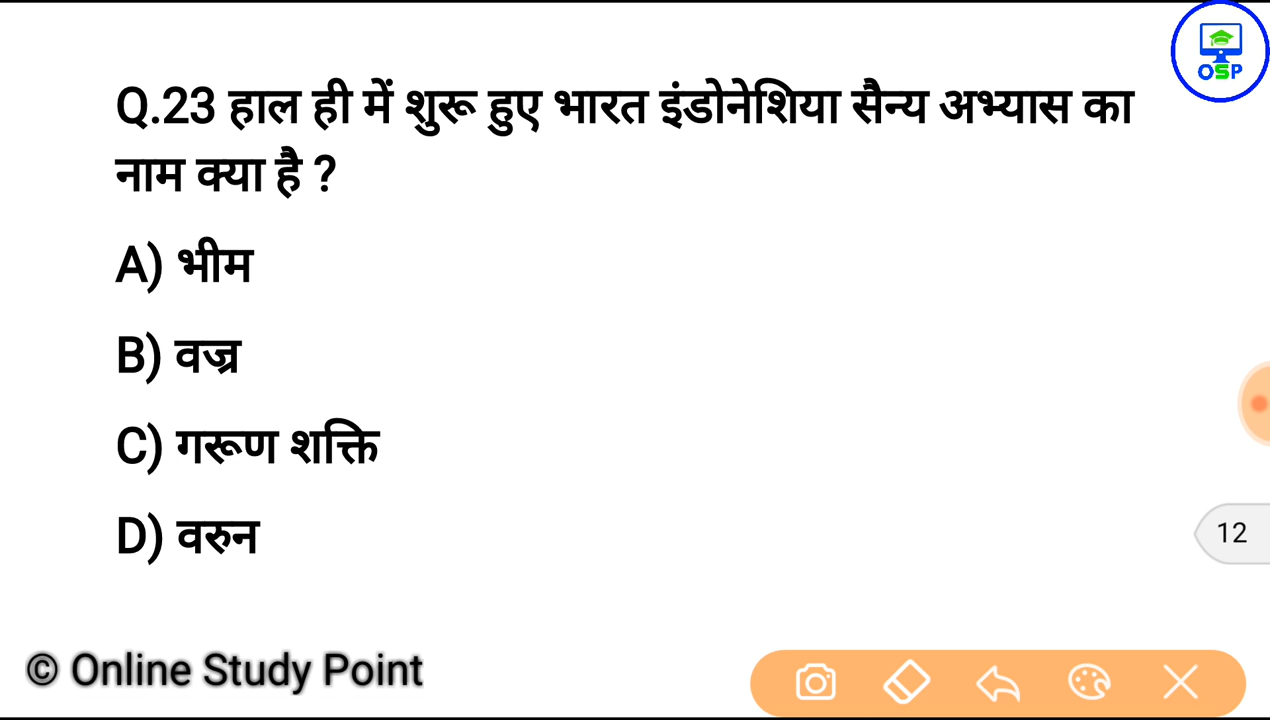 OSP
Q.23 हाल ही में शुरू हुए भारत इंडोनेशिया सैन्य अभ्यास का
नाम क्या है ?
A) भीम
B) वज्र
C) गरूण शक्ति
D) वरुन
12
© Online Study Point